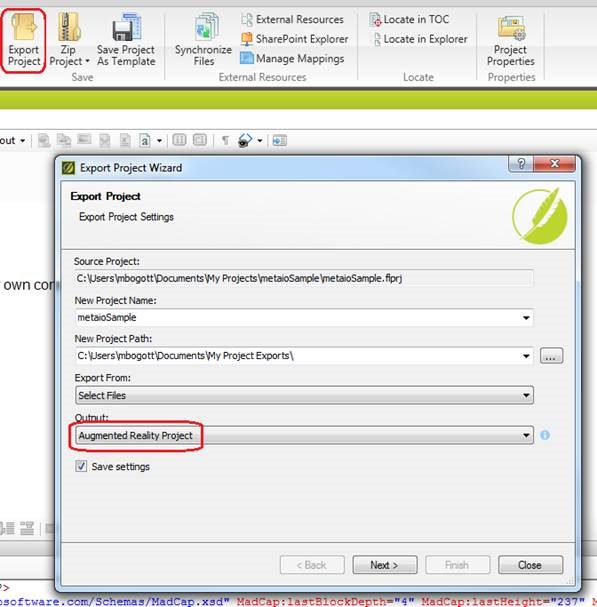 Export
Project
Zip
Project
Save Project
As Template
Save
Synchronize
Files
External Resources
SharePoint Explorer
Manage Mappings
External Resources
Locate in TOC
Locate in Explorer
Locate
Project
Properties
Properties
out
a
¶
Export Project Wizard
?
Export Project
Export Project Settings
Source Project:
C:\Users\mbogott\Documents\My Projects\metaioSample\metaioSample.flprj
r own con
New Project Name:
metaioSample
New Project Path:
C:\Users\mbogott\Documents\My Project Exports\
...
Export From:
Select Files
Output:
Augmented Reality Project
Save settings
< Back
Next >
Finish
Close
?>
osoftware.com/Schemas/MadCap.xsd" MadCap:lastBlockDepth="4" MadCap:lastHeight="237" M